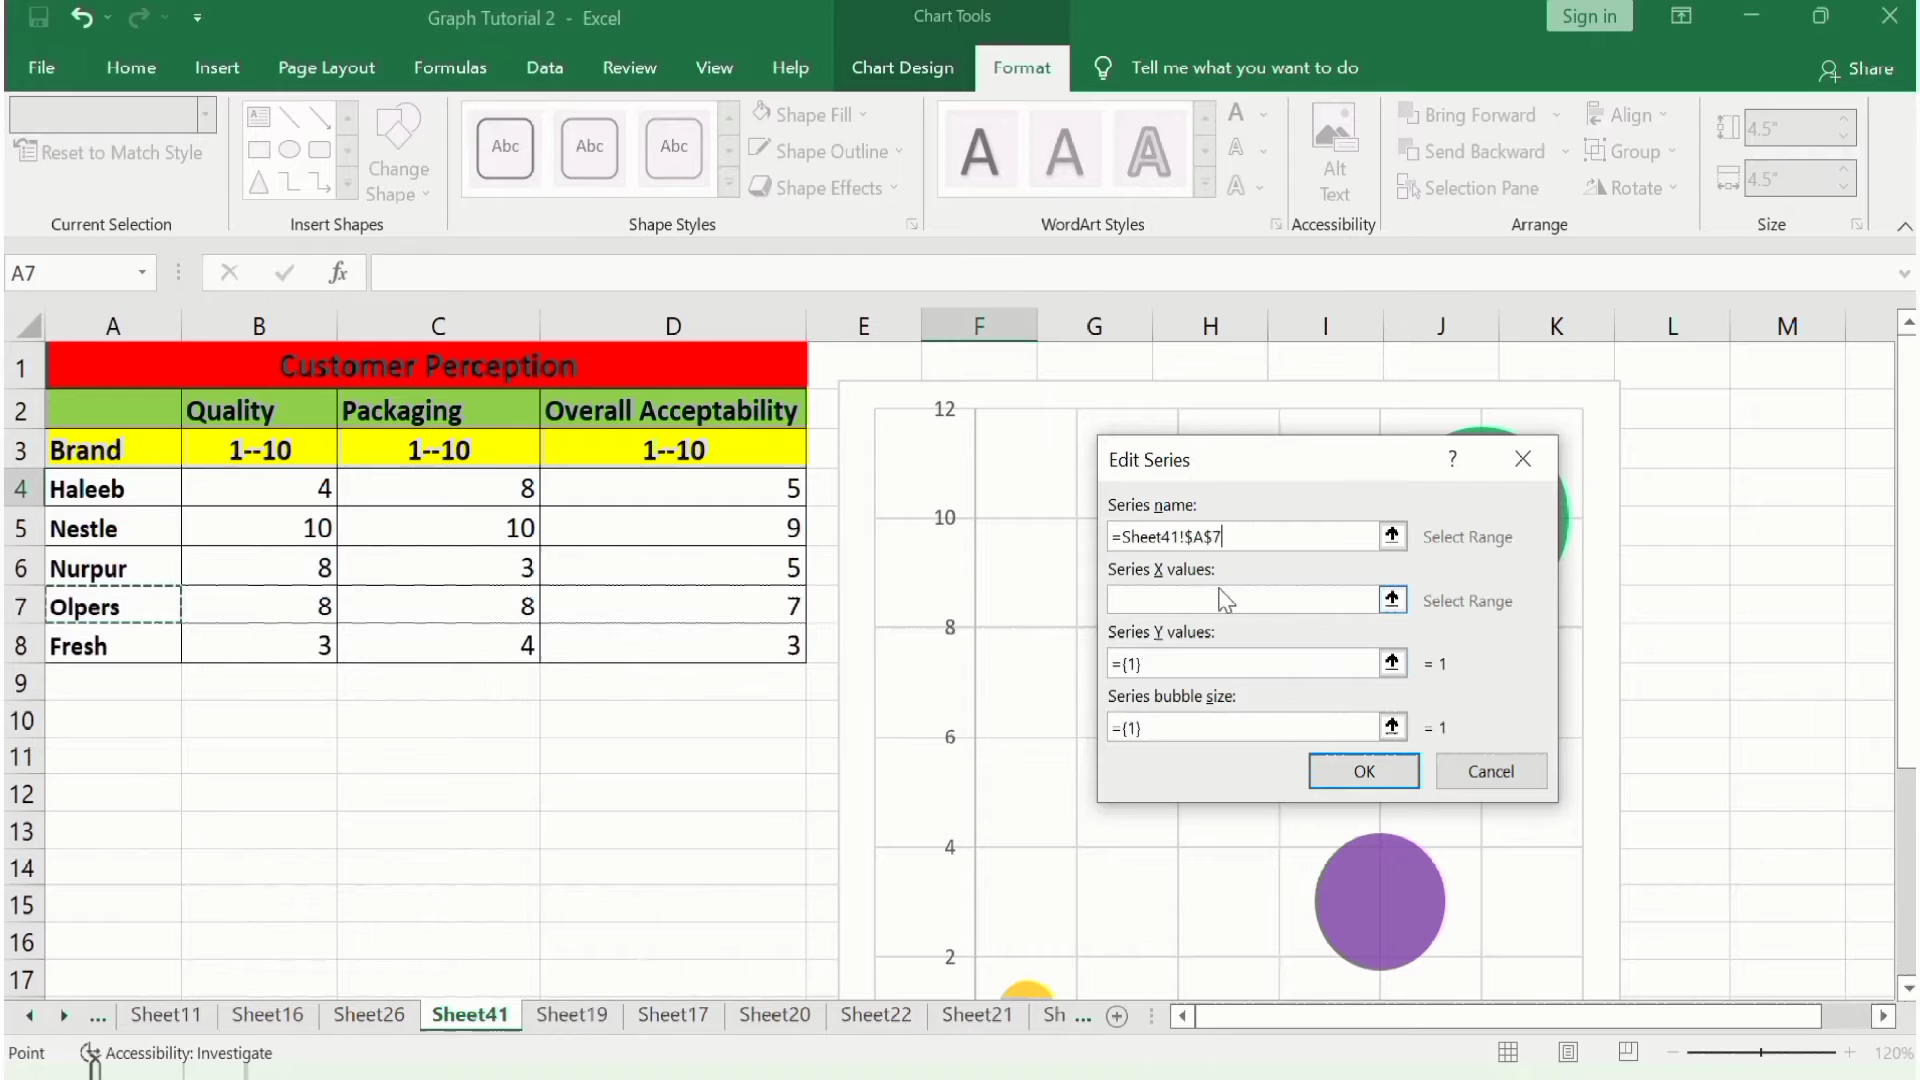 Graph Tutorial 2 - Excel
Chart Tools
Sign in
File Home Insert Page Layout Formulas Data Review View Help Chart Design Format Tell me what you want to do Share
Reset to Match Style
Current Selection
Change Shape
Insert Shapes
Abc Abc Abc
Shape Fill
Shape Outline
Shape Effects
Shape Styles
A A A
A
A
A
WordArt Styles
Alt Text
Accessibility
Bring Forward
Send Backward
Selection Pane
Align
Group
Rotate
Arrange
4.5"
4.5"
Size
A7
fx
A B C D E F G H I J K L M
1 Customer Perception
2 Quality Packaging Overall Acceptability
3 Brand 1--10 1--10 1--10
4 Haleeb 4 8 5
5 Nestle 10 10 9
6 Nurpur 8 3 5
7 Olpers 8 8 7
8 Fresh 3 4 3
9
10
11
12
13
14
15
16
17
12
10
8
6
4
2
Edit Series ?
Series name:
=Sheet41!$A$7 Select Range
Series X values:
Select Range
Series Y values:
={1} = 1
Series bubble size:
={1} = 1
OK Cancel
... Sheet11 Sheet16 Sheet26 Sheet41 Sheet19 Sheet17 Sheet20 Sheet22 Sheet21 Sh ...
Point Accessibility: Investigate 120%